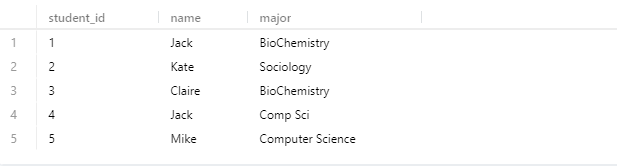 student_id name major
1 1 Jack BioChemistry
2 2 Kate Sociology
3 3 Claire BioChemistry
4 4 Jack Comp Sci
5 5 Mike Computer Science